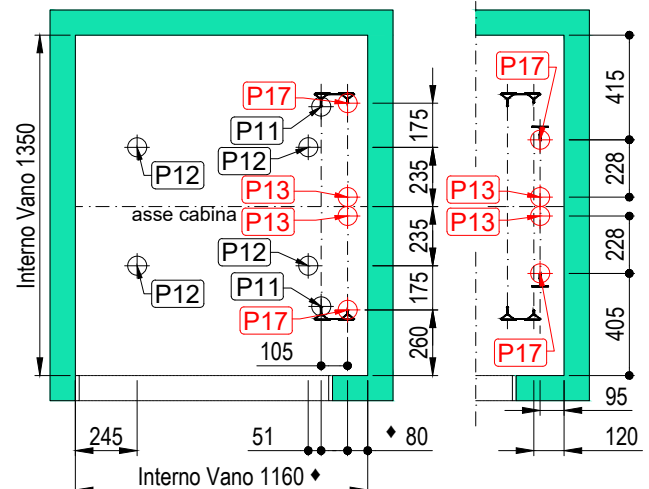 P17
P17
415
P11
175
P12
P12
235
228
P13
P13
asse cabina
P13
P13
Interno Vano 1350
235
228
P12
P12
P11
175
P17
P17
405
105
260
95
245
51
♦ 80
120
Interno Vano 1160 ♦